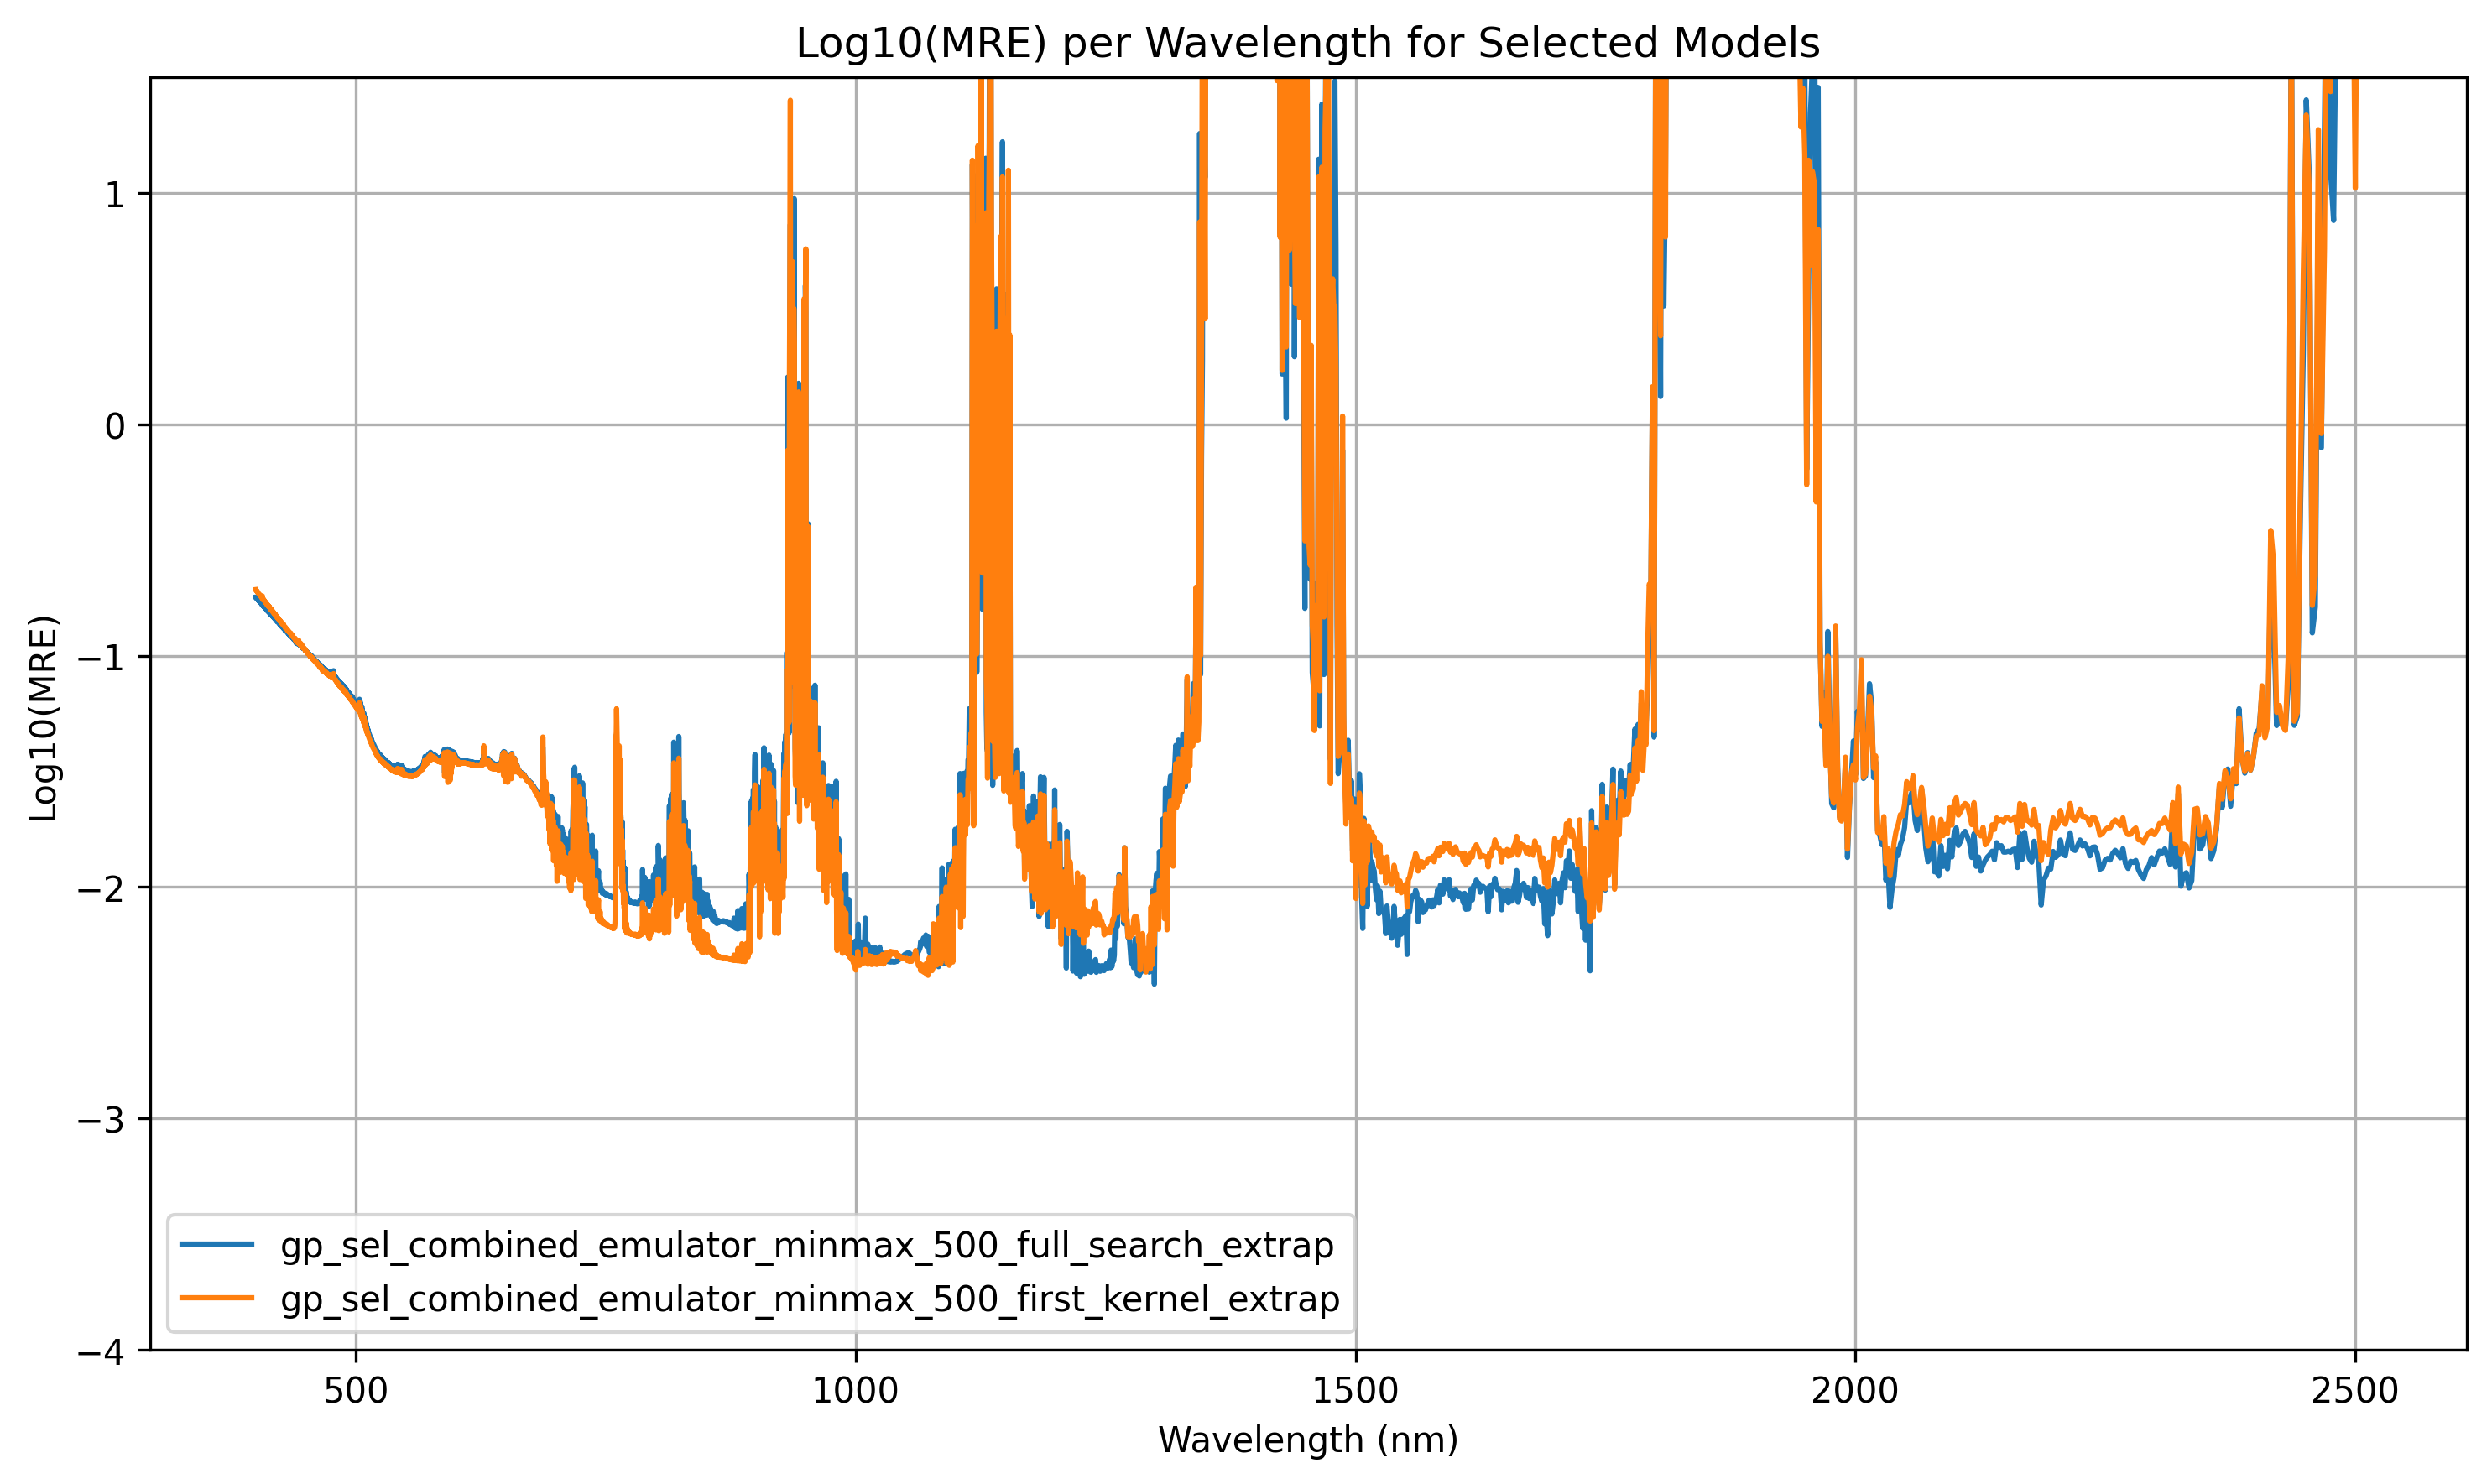 Log10(MRE) per Wavelength for Selected Models
Log10(MRE)
1
0
−1
−2
−3
−4
gp_sel_combined_emulator_minmax_500_full_search_extrap
gp_sel_combined_emulator_minmax_500_first_kernel_extrap
500
1000
1500
2000
2500
Wavelength (nm)